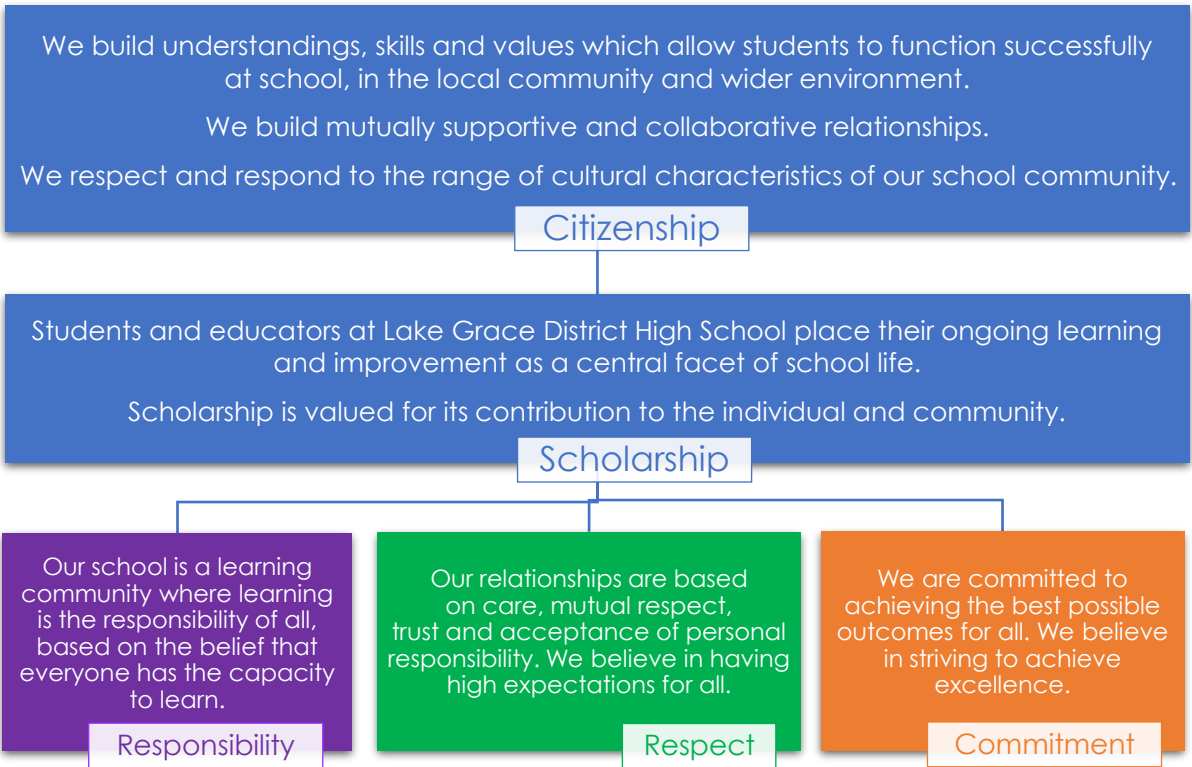 We build understandings, skills and values which allow students to function successfully
at school, in the local community and wider environment.
We build mutually supportive and collaborative relationships.
We respect and respond to the range of cultural characteristics of our school community.
Citizenship
Students and educators at Lake Grace District High School place their ongoing learning
and improvement as a central facet of school life.
Scholarship is valued for its contribution to the individual and community.
Scholarship
Our school is a learning
community where learning
is the responsibility of all,
based on the belief that
everyone has the capacity
to learn.
Responsibility
Our relationships are based
on care, mutual respect,
trust and acceptance of personal
responsibility. We believe in having
high expectations for all.
Respect
We are committed to
achieving the best possible
outcomes for all. We believe
in striving to achieve
excellence.
Commitment